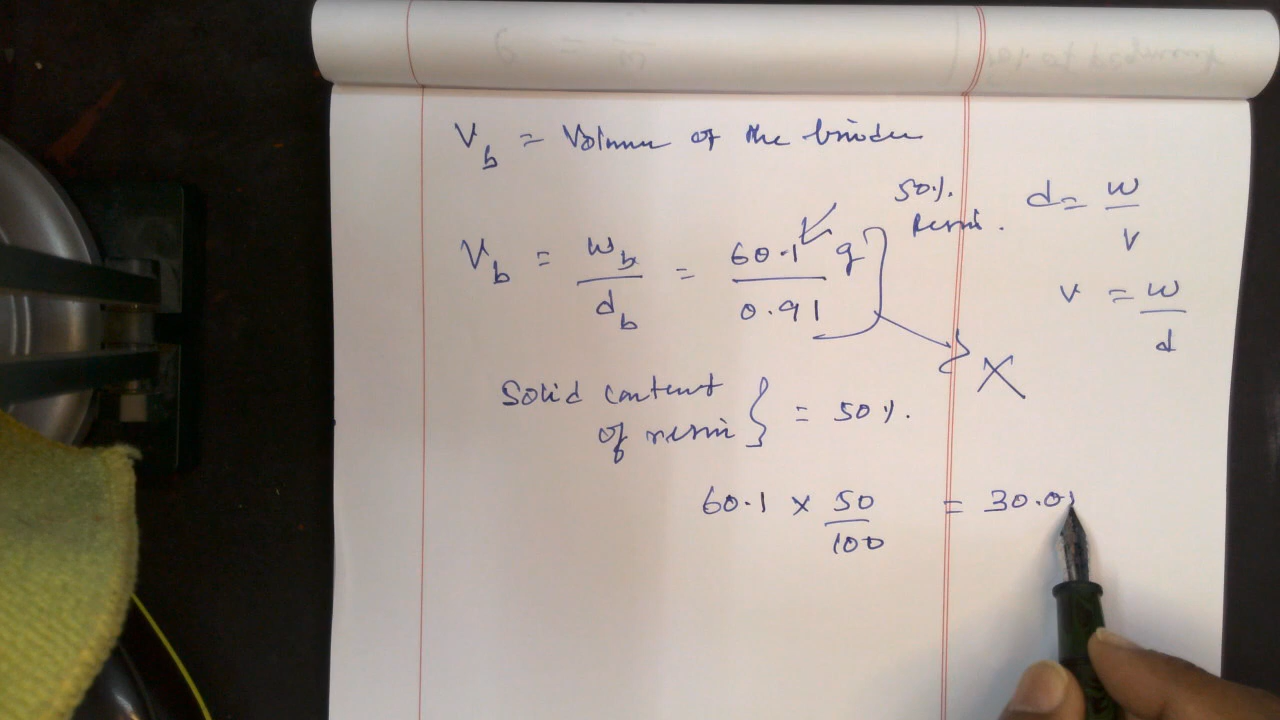 V_b = Volume of the binder
50%. Resin.
d = w/v
V_b = w_b/d_b = 60.1 g/0.91
v = w/d
X
Solid content of resin } = 50%.
60.1 × 50/100 = 30.0